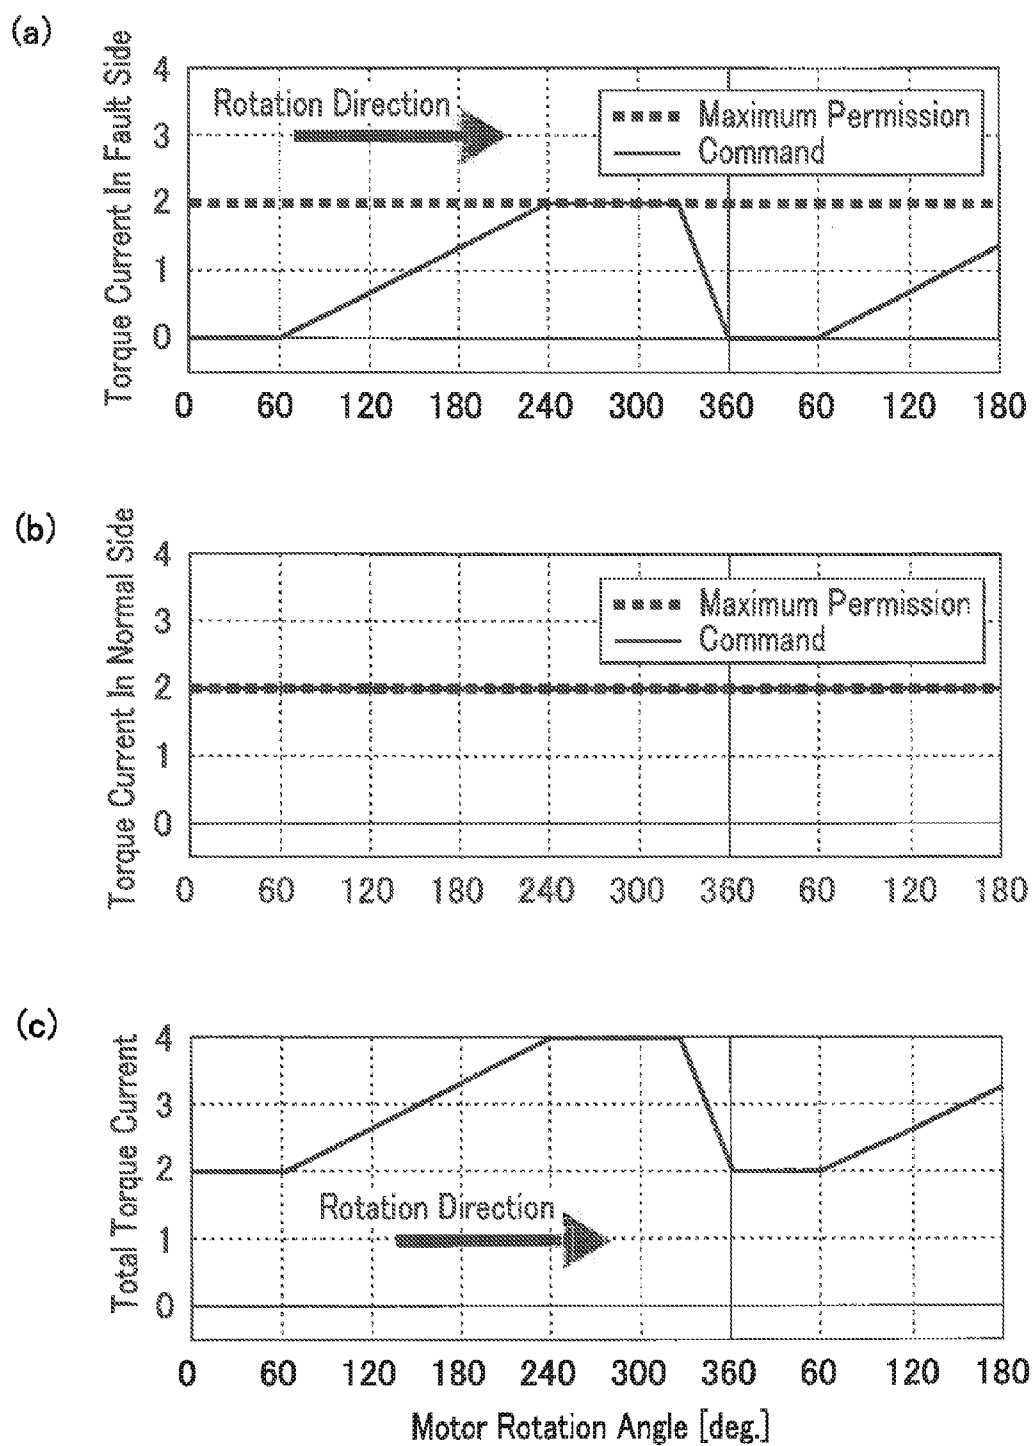 (a)
Torque Current In Fault Side
4
3
2
1
0
Rotation Direction
Maximum Permission
Command
0 60 120 180 240 300 360 60 120 180
(b)
Torque Current In Normal Side
4
3
2
1
0
Maximum Permission
Command
0 60 120 180 240 300 360 60 120 180
(c)
Total Torque Current
4
3
2
1
0
Rotation Direction
0 60 120 180 240 300 360 60 120 180
Motor Rotation Angle [deg.]